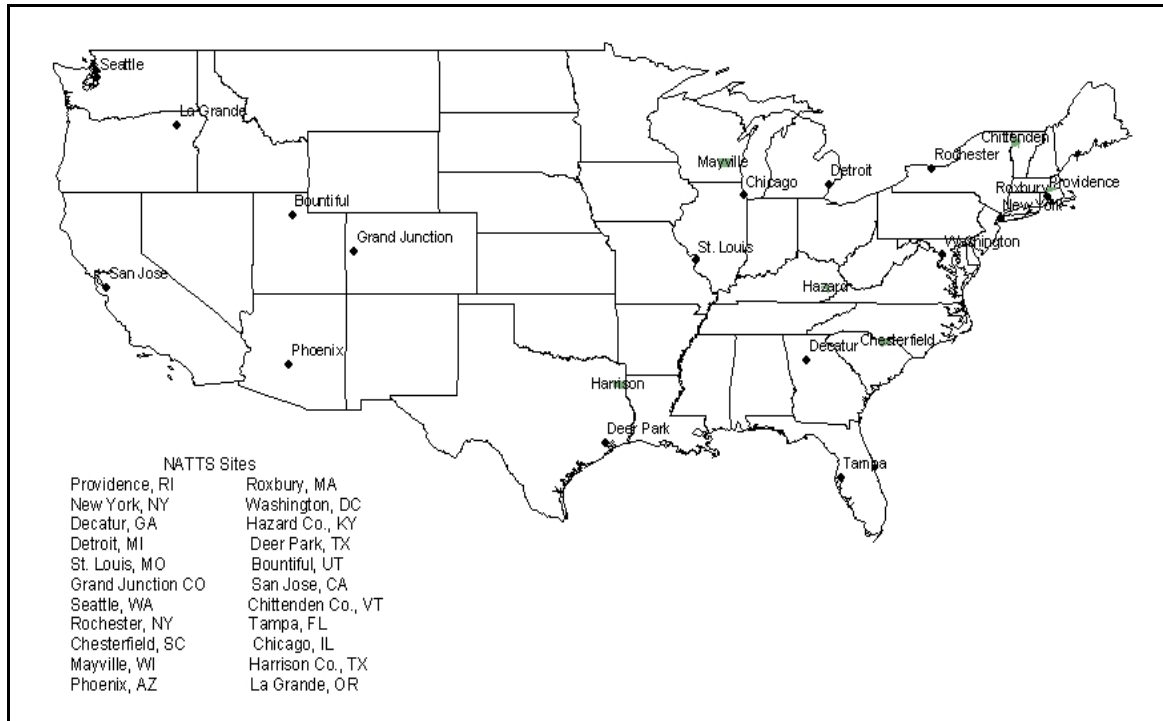 Seattle
La Grande
Chittenden
Rochester
Mayville
Detroit
Chicago
Roxbury
Providence
New York
Bountiful
Grand Junction
St. Louis
Washington
San Jose
Hazard
Phoenix
Decatur
Chesterfield
Harrison
Deer Park
Tampa
NATTS Sites
Providence, RI Roxbury, MA
New York, NY Washington, DC
Decatur, GA Hazard Co., KY
Detroit, MI Deer Park, TX
St. Louis, MO Bountiful, UT
Grand Junction CO San Jose, CA
Seattle, WA Chittenden Co., VT
Rochester, NY Tampa, FL
Chesterfield, SC Chicago, IL
Mayville, WI Harrison Co., TX
Phoenix, AZ La Grande, OR